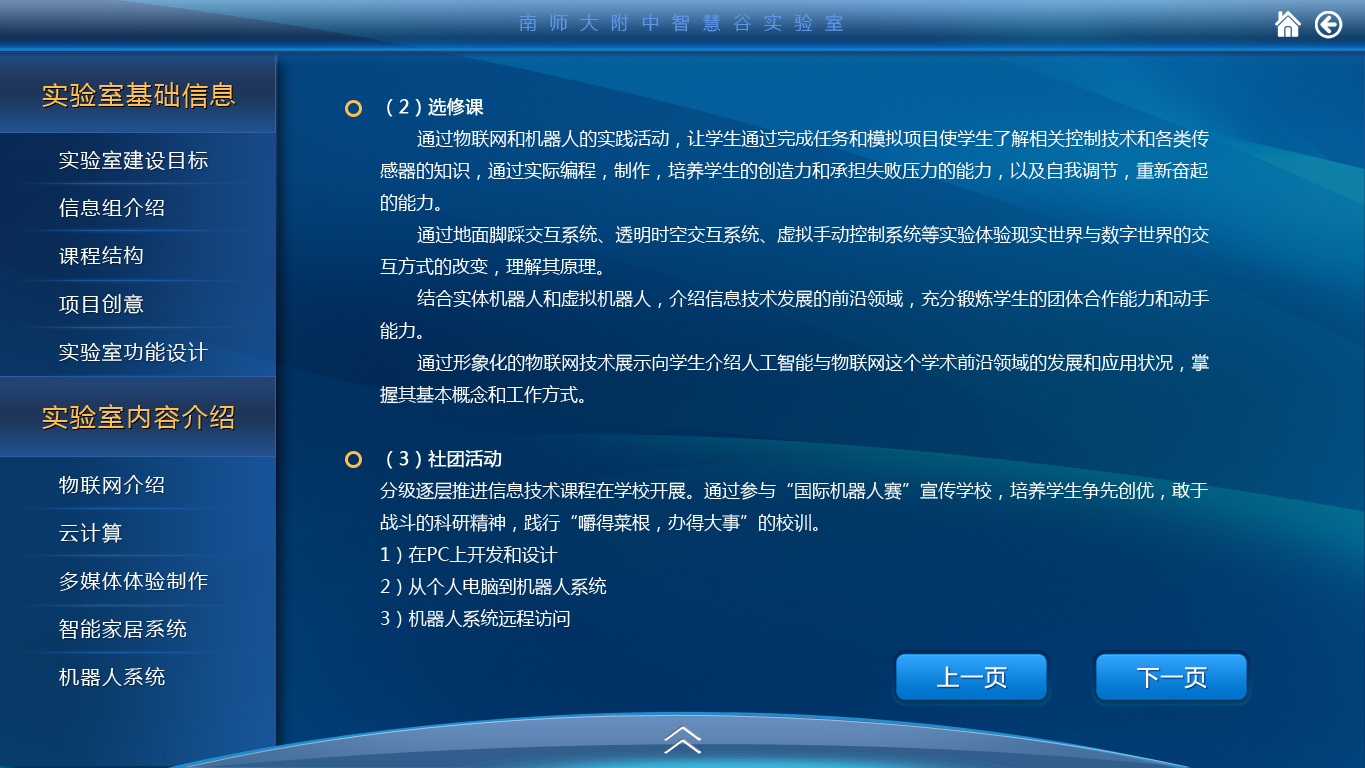 南师大附中智慧谷实验室
实验室基础信息
实验室建设目标
信息组介绍
课程结构
项目创意
实验室功能设计
实验室内容介绍
物联网介绍
云计算
多媒体体验制作
智能家居系统
机器人系统
（2）选修课
通过物联网和机器人的实践活动，让学生通过完成任务和模拟项目使学生了解相关控制技术和各类传
感器的知识，通过实际编程，制作，培养学生的创造力和承担失败压力的能力，以及自我调节，重新奋起
的能力。
通过地面脚踩交互系统、透明时空交互系统、虚拟手动控制系统等实验体验现实世界与数字世界的交
互方式的改变，理解其原理。
结合实体机器人和虚拟机器人，介绍信息技术发展的前沿领域，充分锻炼学生的团体合作能力和动手
能力。
通过形象化的物联网技术展示向学生介绍人工智能与物联网这个学术前沿领域的发展和应用状况，掌
握其基本概念和工作方式。
（3）社团活动
分级逐层推进信息技术课程在学校开展。通过参与“国际机器人赛”宣传学校，培养学生争先创优，敢于
战斗的科研精神，践行“嚼得菜根，办得大事”的校训。
1）在PC上开发和设计
2）从个人电脑到机器人系统
3）机器人系统远程访问
上一页
下一页